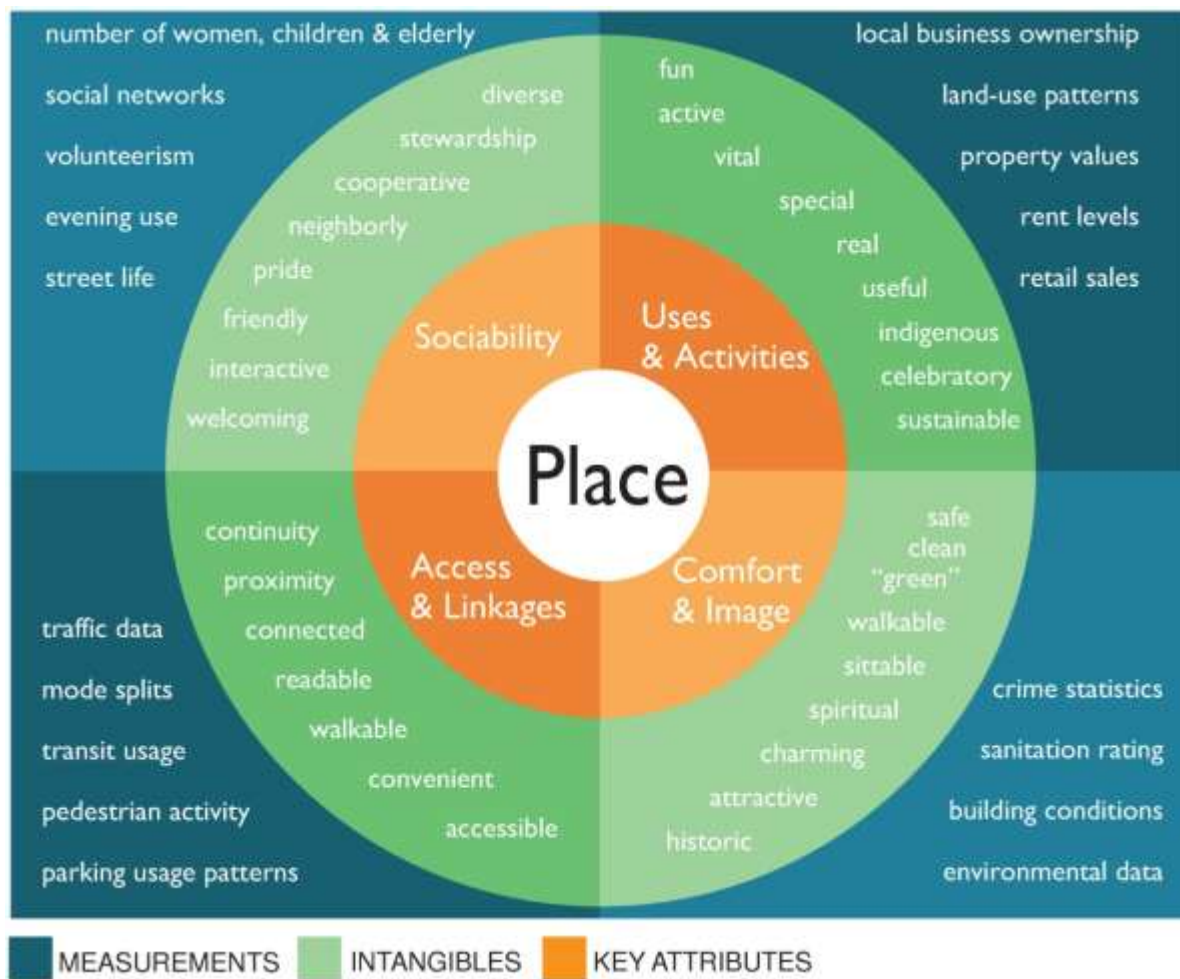 number of women, children & elderly
social networks
volunteerism
evening use
street life
diverse
stewardship
cooperative
neighborly
pride
friendly
interactive
welcoming
Sociability
fun
active
vital
special
real
useful
indigenous
celebratory
sustainable
Uses
& Activities
local business ownership
land-use patterns
property values
rent levels
retail sales
Place
continuity
proximity
connected
readable
walkable
convenient
accessible
Access
& Linkages
traffic data
mode splits
transit usage
pedestrian activity
parking usage patterns
Comfort
& Image
safe
clean
"green"
walkable
sittable
spiritual
charming
attractive
historic
crime statistics
sanitation rating
building conditions
environmental data
MEASUREMENTS
INTANGIBLES
KEY ATTRIBUTES